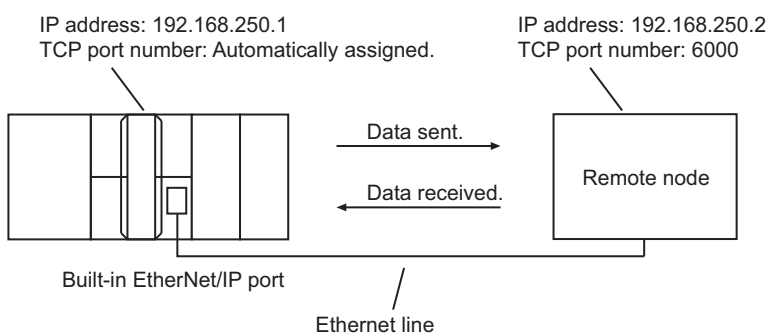 IP address: 192.168.250.1
TCP port number: Automatically assigned.
IP address: 192.168.250.2
TCP port number: 6000
Data sent.
Data received.
Remote node
Built-in EtherNet/IP port
Ethernet line